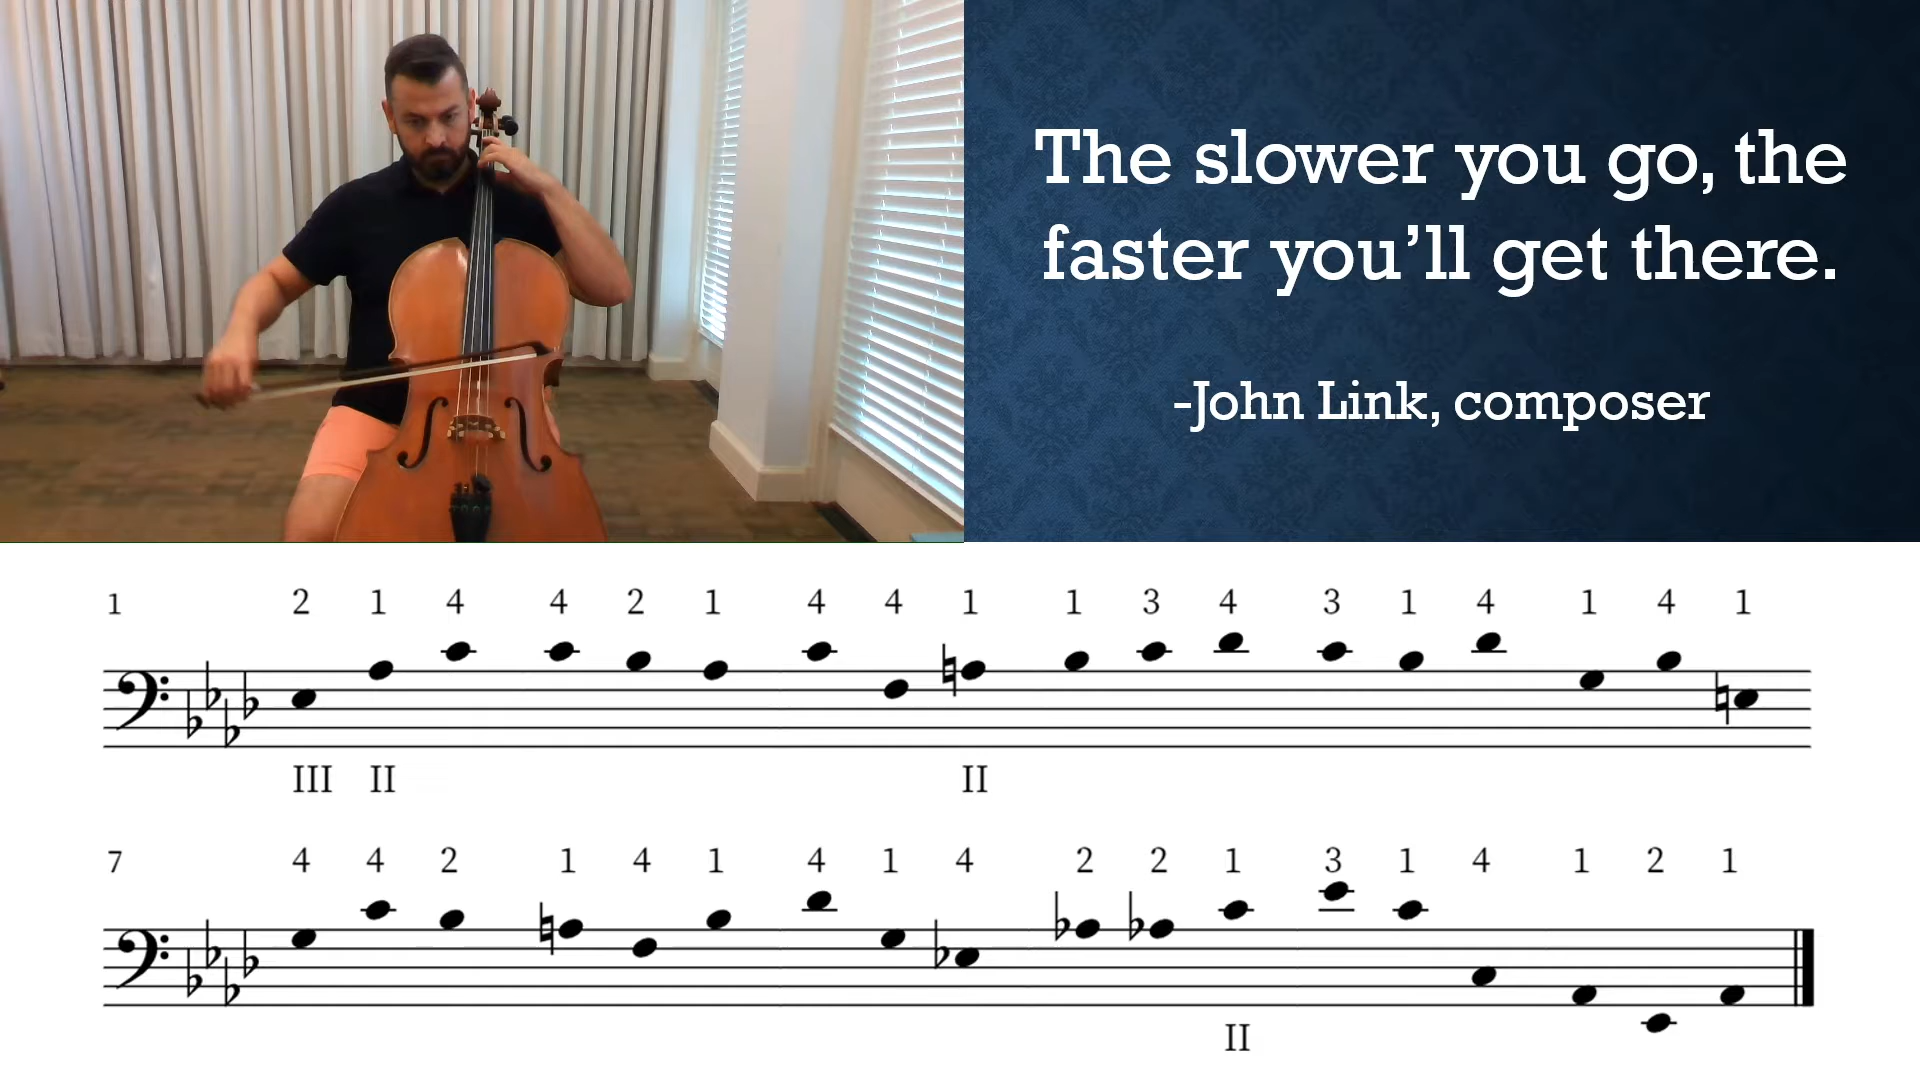 The slower you go, the
faster you’ll get there.
-John Link, composer
1 2 1 4 4 2 1 4 4 1 1 3 4 3 1 4 1 4 1
III II II
7 4 4 2 1 4 1 4 1 4 2 2 1 3 1 4 1 2 1
II